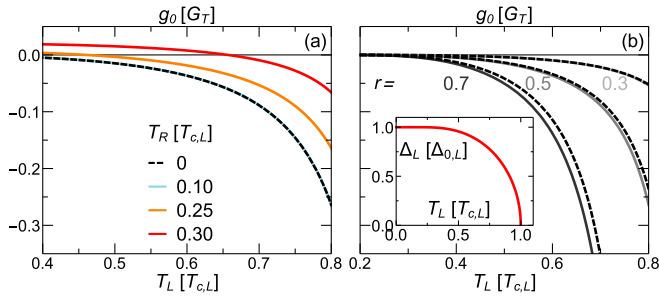 g0 [GT]
g0 [GT]
0.0
−0.1
−0.2
−0.3
(a)
TR [Tc,L]
0
0.10
0.25
0.30
0.4
0.5
0.6
0.7
0.8
TL [Tc,L]
(b)
r=
0.7
0.5
0.3
1.0
0.5
0.0
ΔL [Δ0,L]
TL [Tc,L]
0.0
0.5
1.0
0.2
0.4
0.6
0.8
TL [Tc,L]